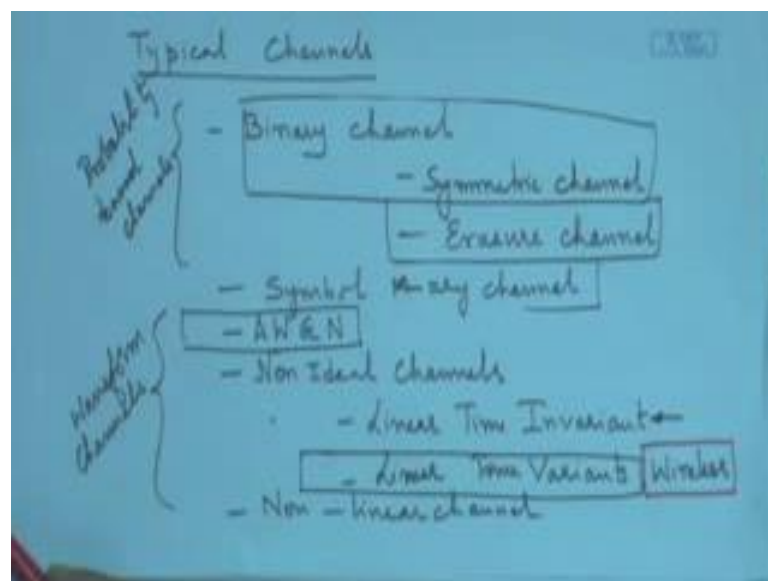 Typical Channels
Probability
based
channels
- Binary channel
- Symmetric channel
- Erasure channel
- Symbol M-ary channel
Waveform
Channels
- AWGN
- Non Ideal Channels
- Linear Time Invariant ←
- Linear Time Variant Wireless
- Non-linear channel